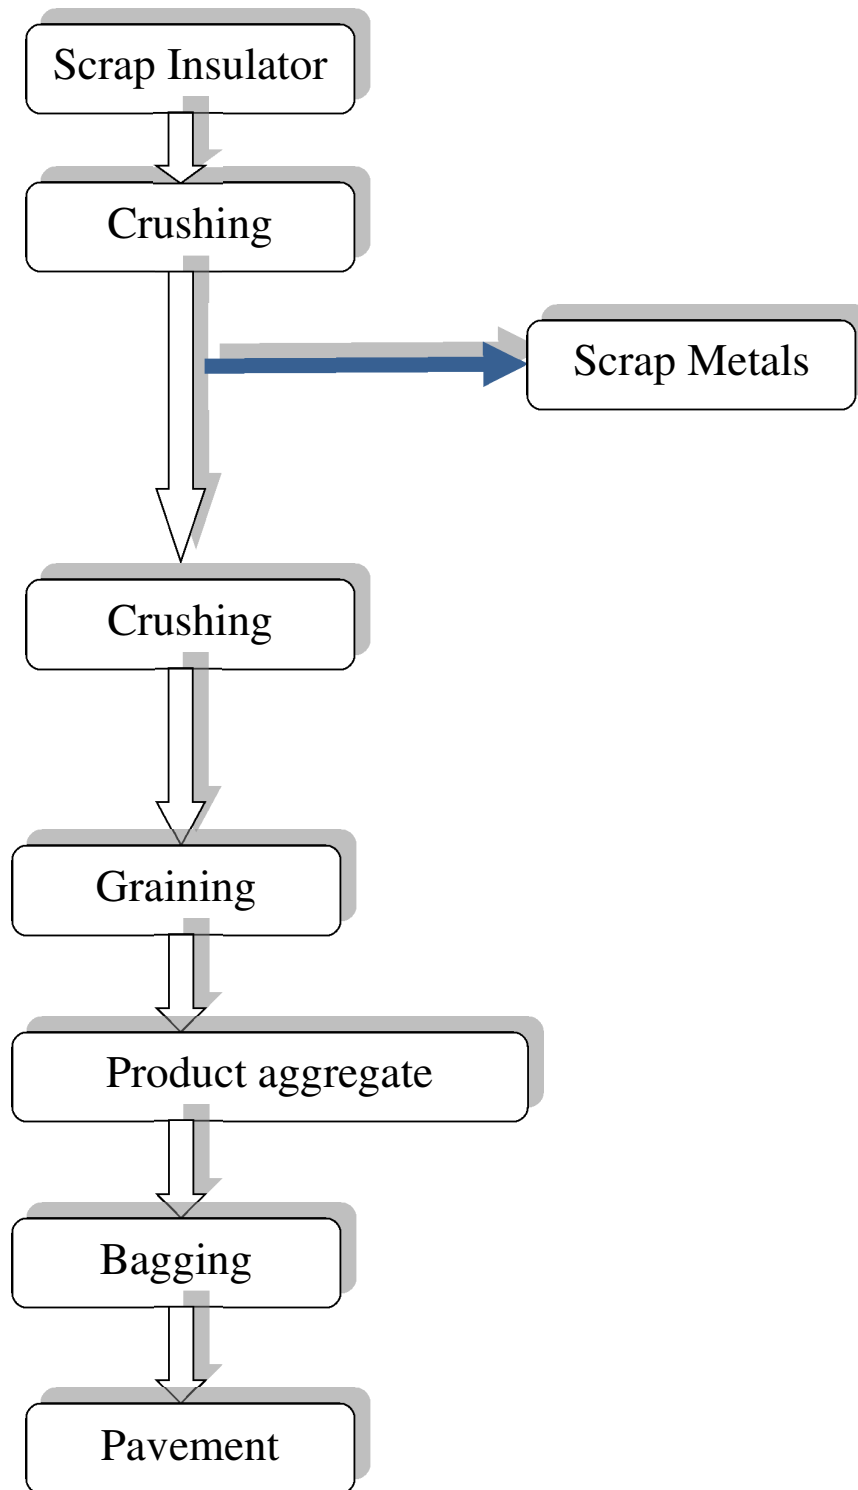 Scrap Insulator
Crushing
Scrap Metals
Crushing
Graining
Product aggregate
Bagging
Pavement